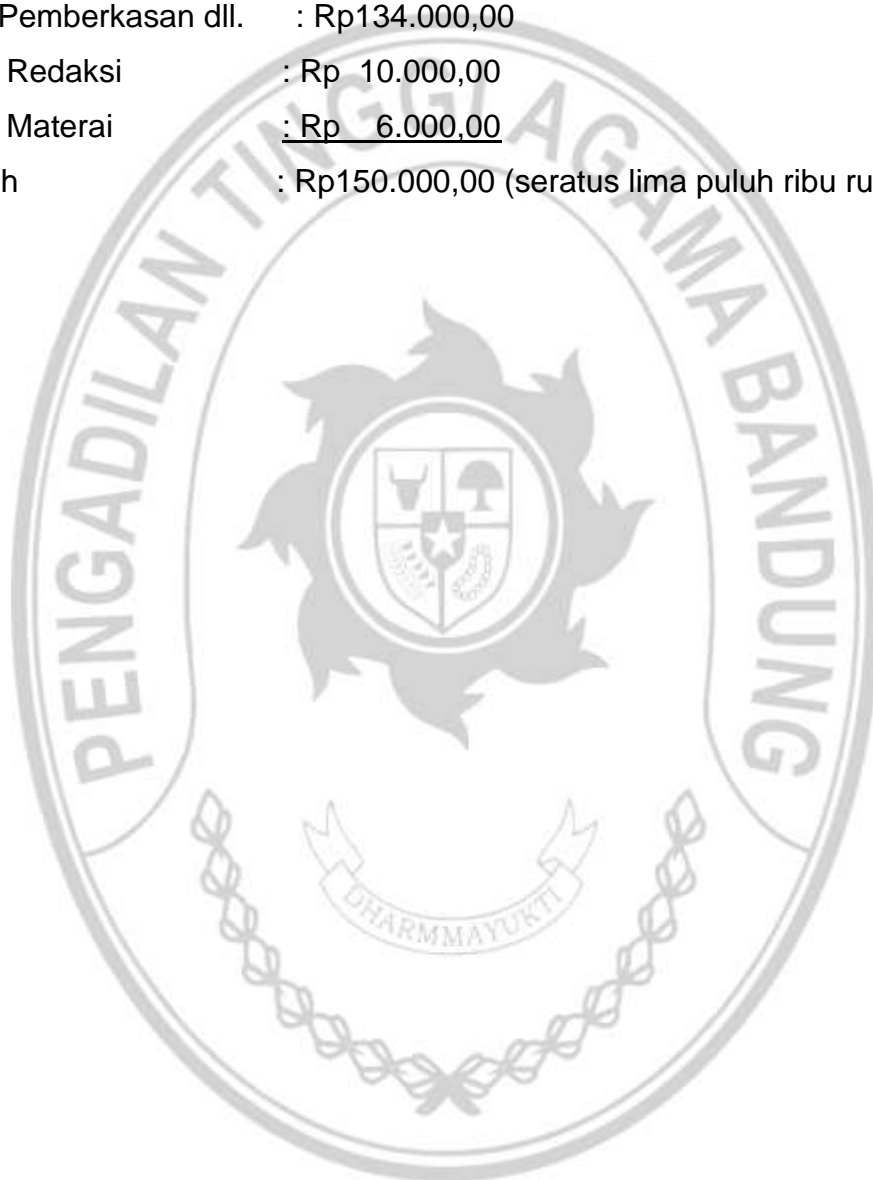 Pemberkasan dll. : Rp134.000,00
Redaksi : Rp 10.000,00
Materai : Rp 6.000,00
h : Rp150.000,00 (seratus lima puluh ribu ru
PENGADILAN TINGGI AGAMA BANDUNG
DHARMMAYUKTI